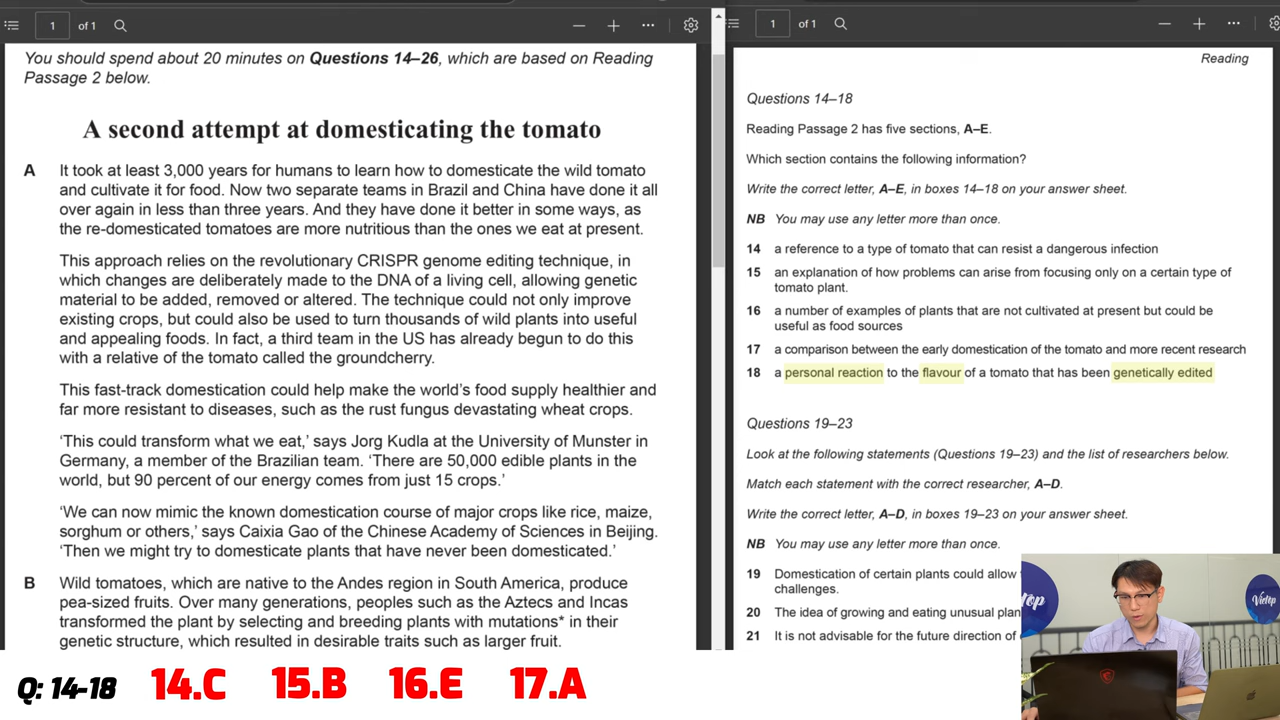 1 of 1
You should spend about 20 minutes on Questions 14–26, which are based on Reading
Passage 2 below.
A second attempt at domesticating the tomato
A It took at least 3,000 years for humans to learn how to domesticate the wild tomato
and cultivate it for food. Now two separate teams in Brazil and China have done it all
over again in less than three years. And they have done it better in some ways, as
the re-domesticated tomatoes are more nutritious than the ones we eat at present.
This approach relies on the revolutionary CRISPR genome editing technique, in
which changes are deliberately made to the DNA of a living cell, allowing genetic
material to be added, removed or altered. The technique could not only improve
existing crops, but could also be used to turn thousands of wild plants into useful
and appealing foods. In fact, a third team in the US has already begun to do this
with a relative of the tomato called the groundcherry.
This fast-track domestication could help make the world's food supply healthier and
far more resistant to diseases, such as the rust fungus devastating wheat crops.
'This could transform what we eat,' says Jorg Kudla at the University of Munster in
Germany, a member of the Brazilian team. 'There are 50,000 edible plants in the
world, but 90 percent of our energy comes from just 15 crops.'
'We can now mimic the known domestication course of major crops like rice, maize,
sorghum or others,' says Caixia Gao of the Chinese Academy of Sciences in Beijing.
'Then we might try to domesticate plants that have never been domesticated.'
B Wild tomatoes, which are native to the Andes region in South America, produce
pea-sized fruits. Over many generations, peoples such as the Aztecs and Incas
transformed the plant by selecting and breeding plants with mutations* in their
genetic structure, which resulted in desirable traits such as larger fruit.
1 of 1
Reading
Questions 14–18
Reading Passage 2 has five sections, A–E.
Which section contains the following information?
Write the correct letter, A–E, in boxes 14–18 on your answer sheet.
NB You may use any letter more than once.
14 a reference to a type of tomato that can resist a dangerous infection
15 an explanation of how problems can arise from focusing only on a certain type of
tomato plant.
16 a number of examples of plants that are not cultivated at present but could be
useful as food sources
17 a comparison between the early domestication of the tomato and more recent research
18 a personal reaction to the flavour of a tomato that has been genetically edited
Questions 19–23
Look at the following statements (Questions 19–23) and the list of researchers below.
Match each statement with the correct researcher, A–D.
Write the correct letter, A–D, in boxes 19–23 on your answer sheet.
NB You may use any letter more than once.
19 Domestication of certain plants could allow
challenges.
20 The idea of growing and eating unusual
21 It is not advisable for the future direction of
Vietop
Q: 14-18 14.C 15.B 16.E 17.A